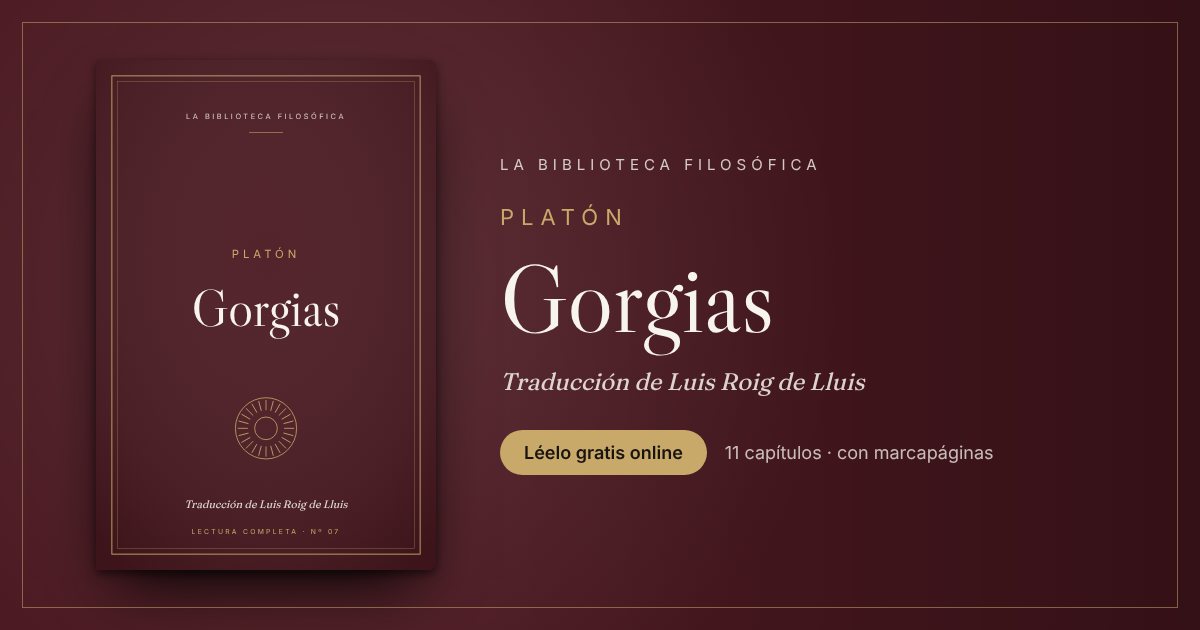 LA BIBLIOTECA FILOSÓFICA
PLATÓN
Gorgias
Traducción de Luis Roig de Lluis
LECTURA COMPLETA · Nº 07
LA BIBLIOTECA FILOSÓFICA
PLATÓN
Gorgias
Traducción de Luis Roig de Lluis
Léelo gratis online
11 capítulos · con marcapáginas